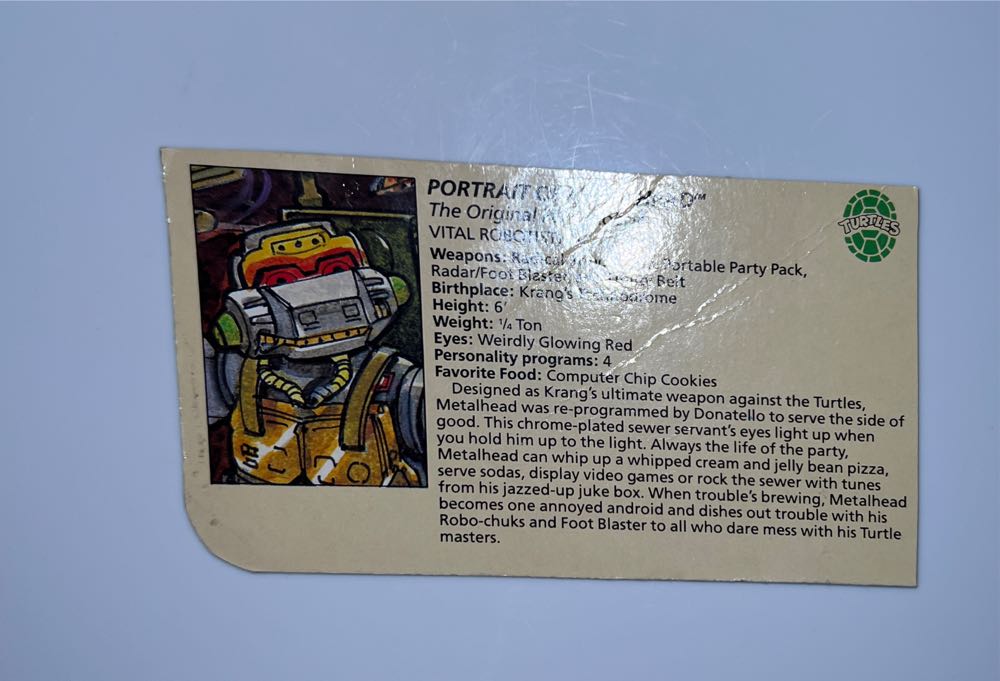 PORTRAIT
The Original
VITAL
Weapons: Portable Party Pack,
Radar/Foot Blaster Belt
Birthplace: Krang's Technodrome
Height: 6'
Weight: ¼ Ton
Eyes: Weirdly Glowing Red
Personality programs: 4
Favorite Food: Computer Chip Cookies
Designed as Krang's ultimate weapon against the Turtles,
Metalhead was re-programmed by Donatello to serve the side of
good. This chrome-plated sewer servant's eyes light up when
you hold him up to the light. Always the life of the party,
Metalhead can whip up a whipped cream and jelly bean pizza,
serve sodas, display video games or rock the sewer with tunes
from his jazzed-up juke box. When trouble's brewing, Metalhead
becomes one annoyed android and dishes out trouble with his
Robo-chuks and Foot Blaster to all who dare mess with his Turtle
masters.
TURTLES